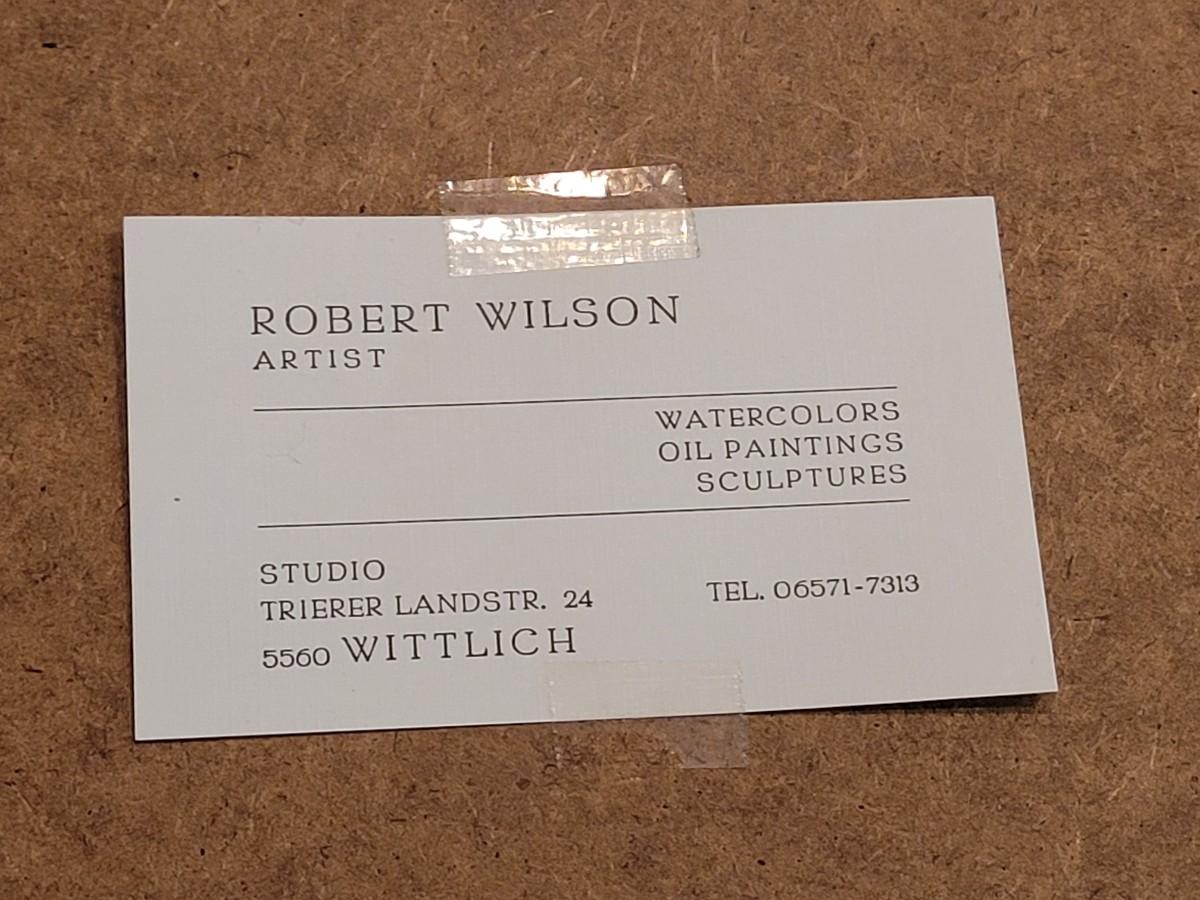 ROBERT WILSON
ARTIST
WATERCOLORS
OIL PAINTINGS
SCULPTURES
STUDIO
TRIERER LANDSTR. 24
5560 WITTLICH
TEL. 06571-7313